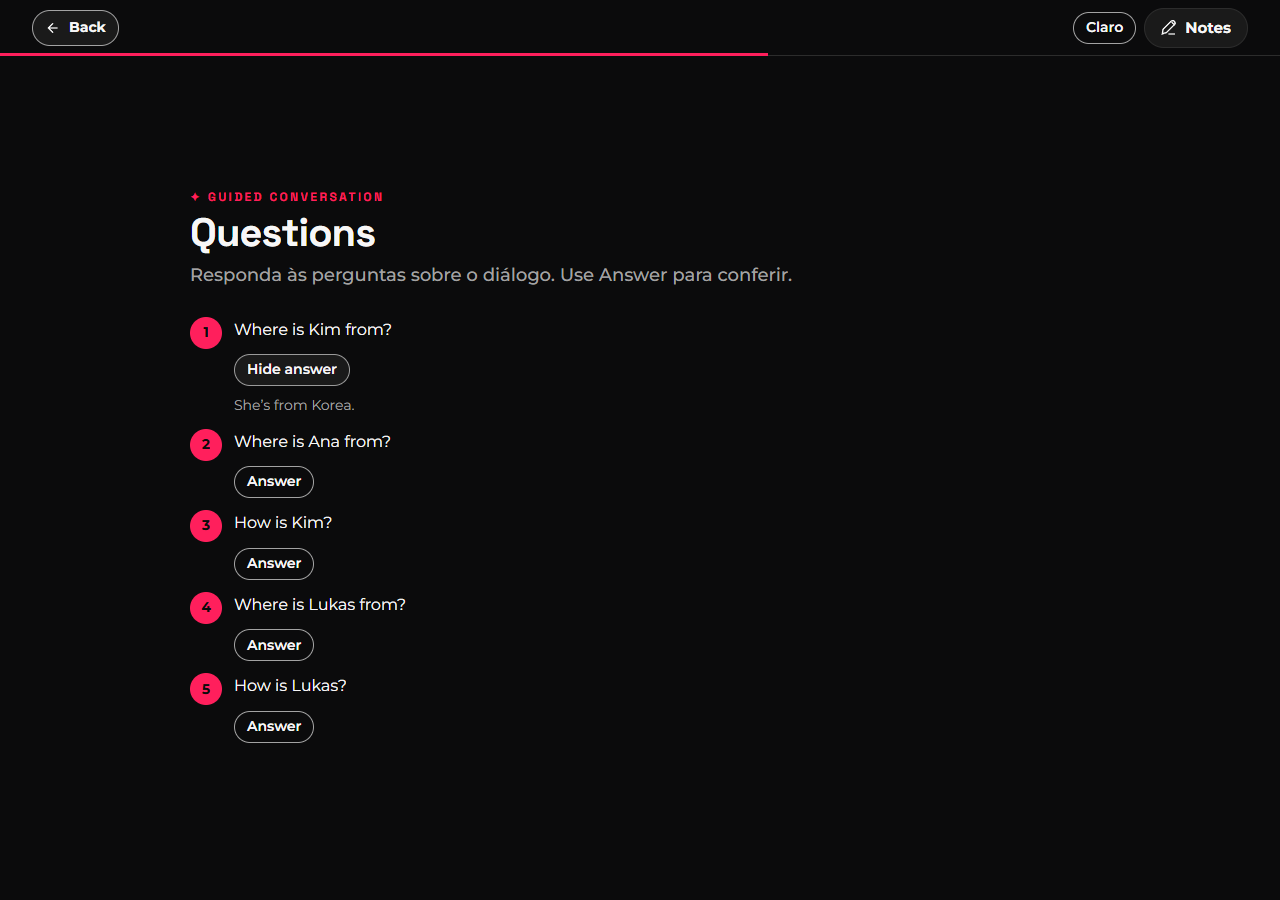 Back
Claro
Notes
✦ GUIDED CONVERSATION
Questions
Responda às perguntas sobre o diálogo. Use Answer para conferir.
1 Where is Kim from?
Hide answer
She's from Korea.
2 Where is Ana from?
Answer
3 How is Kim?
Answer
4 Where is Lukas from?
Answer
5 How is Lukas?
Answer